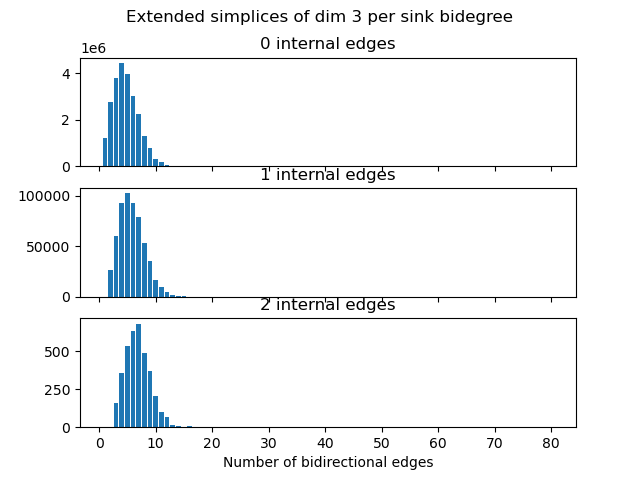 Extended simplices of dim 3 per sink bidegree
0 internal edges
1e6
4
2
0
1 internal edges
100000
50000
0
2 internal edges
500
250
0
0 10 20 30 40 50 60 70 80
Number of bidirectional edges